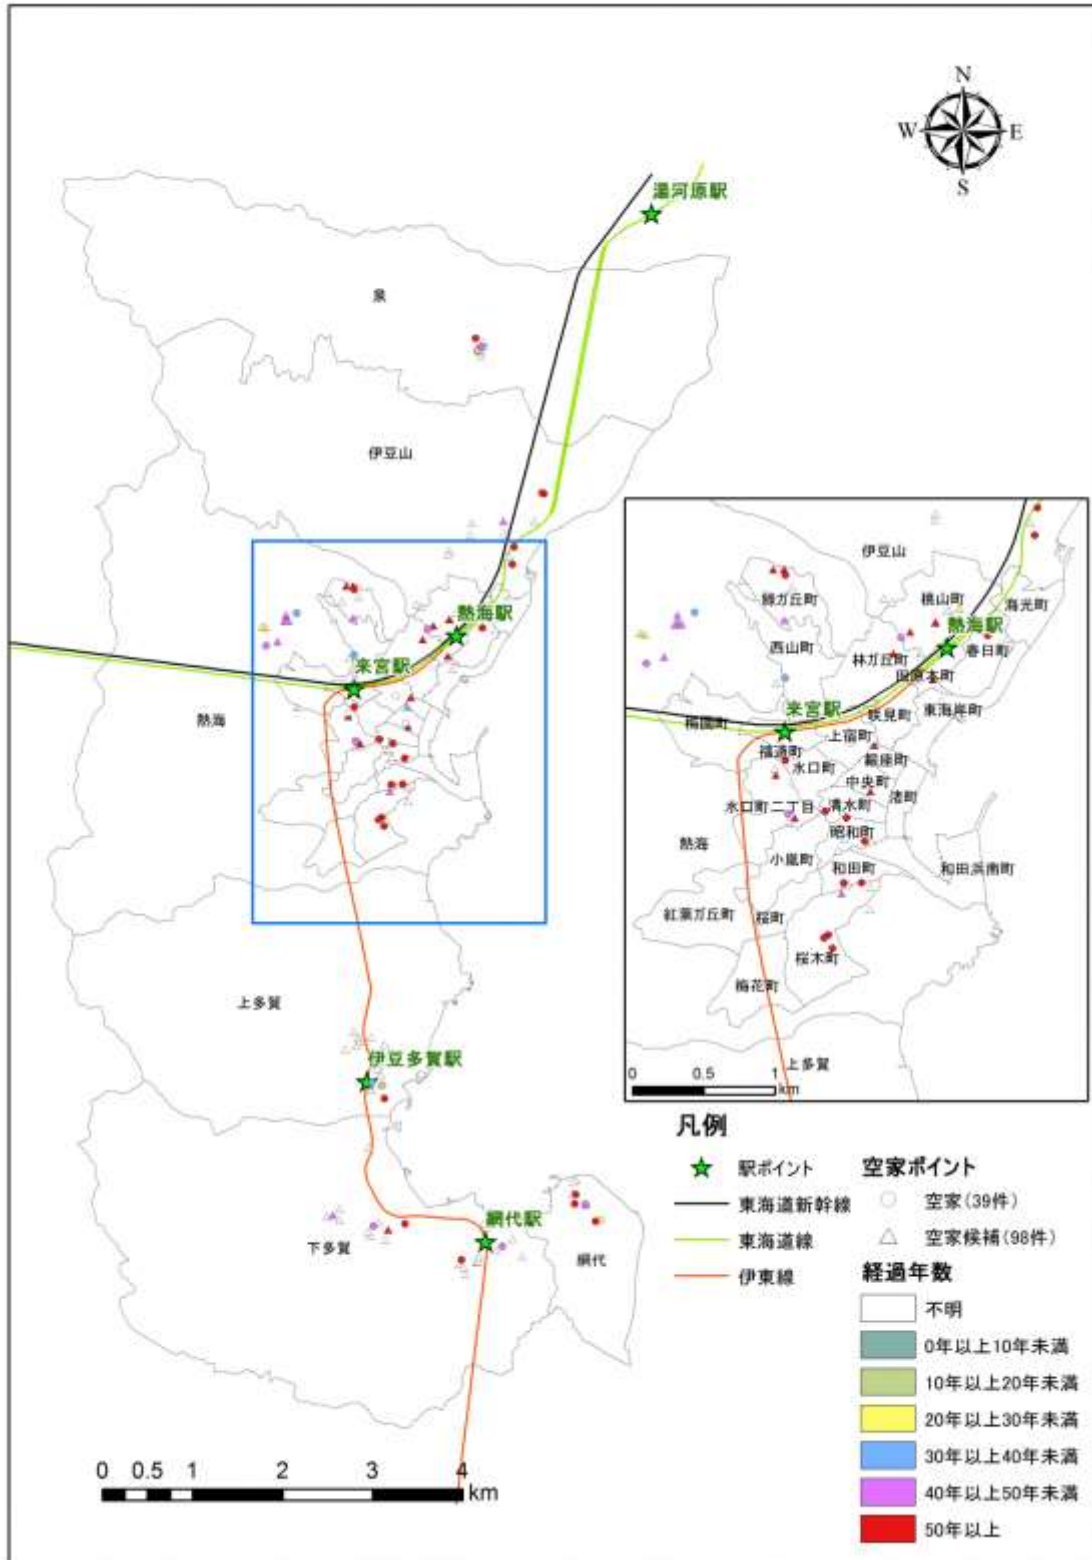 N
W
E
S
湯河原駅
泉
伊豆山
熱海駅
来宮駅
熱海
上多賀
伊豆多賀駅
下多賀
網代駅
網代
0 0.5 1 2 3 4
km
伊豆山
緑ガ丘町
桃山町
海光町
熱海駅
西山町
林ガ丘町
春日町
田原本町
梅園町
来宮駅
咲見町
東海岸町
上宿町
福道町
水口町
銀座町
中央町
渚町
水口町二丁目
清水町
昭和町
熱海
小嵐町
和田町
和田浜南町
紅葉ガ丘町
桜町
桜木町
梅花町
上多賀
0 0.5 1
km
凡例
駅ポイント
東海道新幹線
東海道線
伊東線
空家ポイント
空家(39件)
空家候補(98件)
経過年数
不明
0年以上10年未満
10年以上20年未満
20年以上30年未満
30年以上40年未満
40年以上50年未満
50年以上